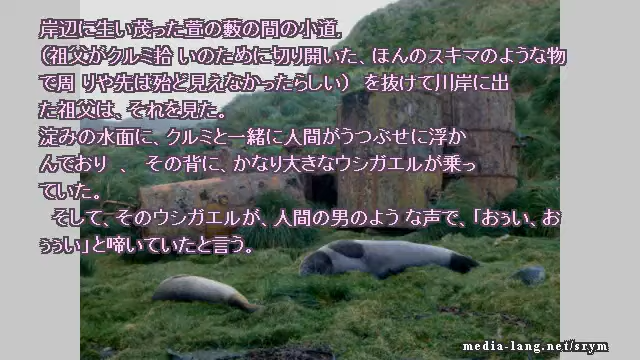 岸辺に生い茂った萱の藪の間の小道,
（祖父がクルミ拾 いのために切り開いた、ほんのスキマのような物
で周 りや先は殆ど見えなかったらしい） を抜けて川岸に出
た祖父は、それを見た。
淀みの水面に、クルミと一緒に人間がうつぶせに浮か
んでおり 、 その背に、かなり大きなウシガエルが乗っ
ていた。
そして、そのウシガエルが、人間の男のよう な声で、「おぅい、お
ぅぅい」と啼いていたと言う。
media-lang.net/srym